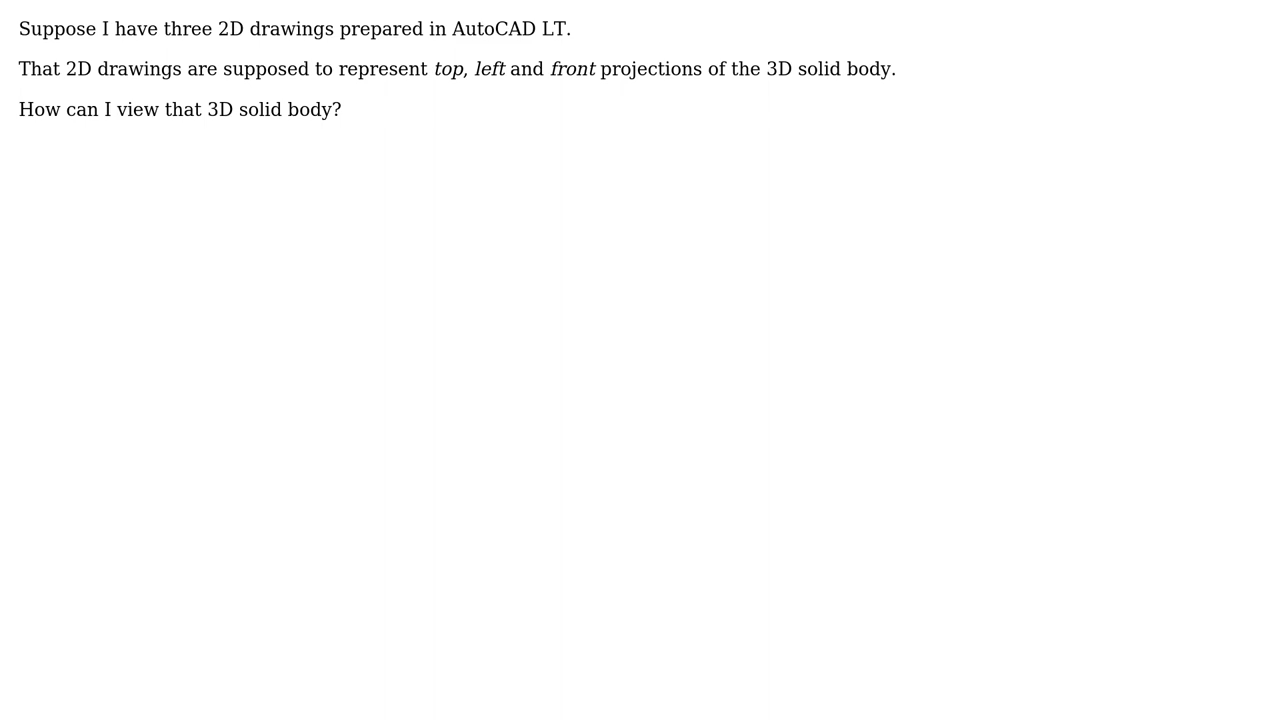 Suppose I have three 2D drawings prepared in AutoCAD LT.
That 2D drawings are supposed to represent top, left and front projections of the 3D solid body.
How can I view that 3D solid body?